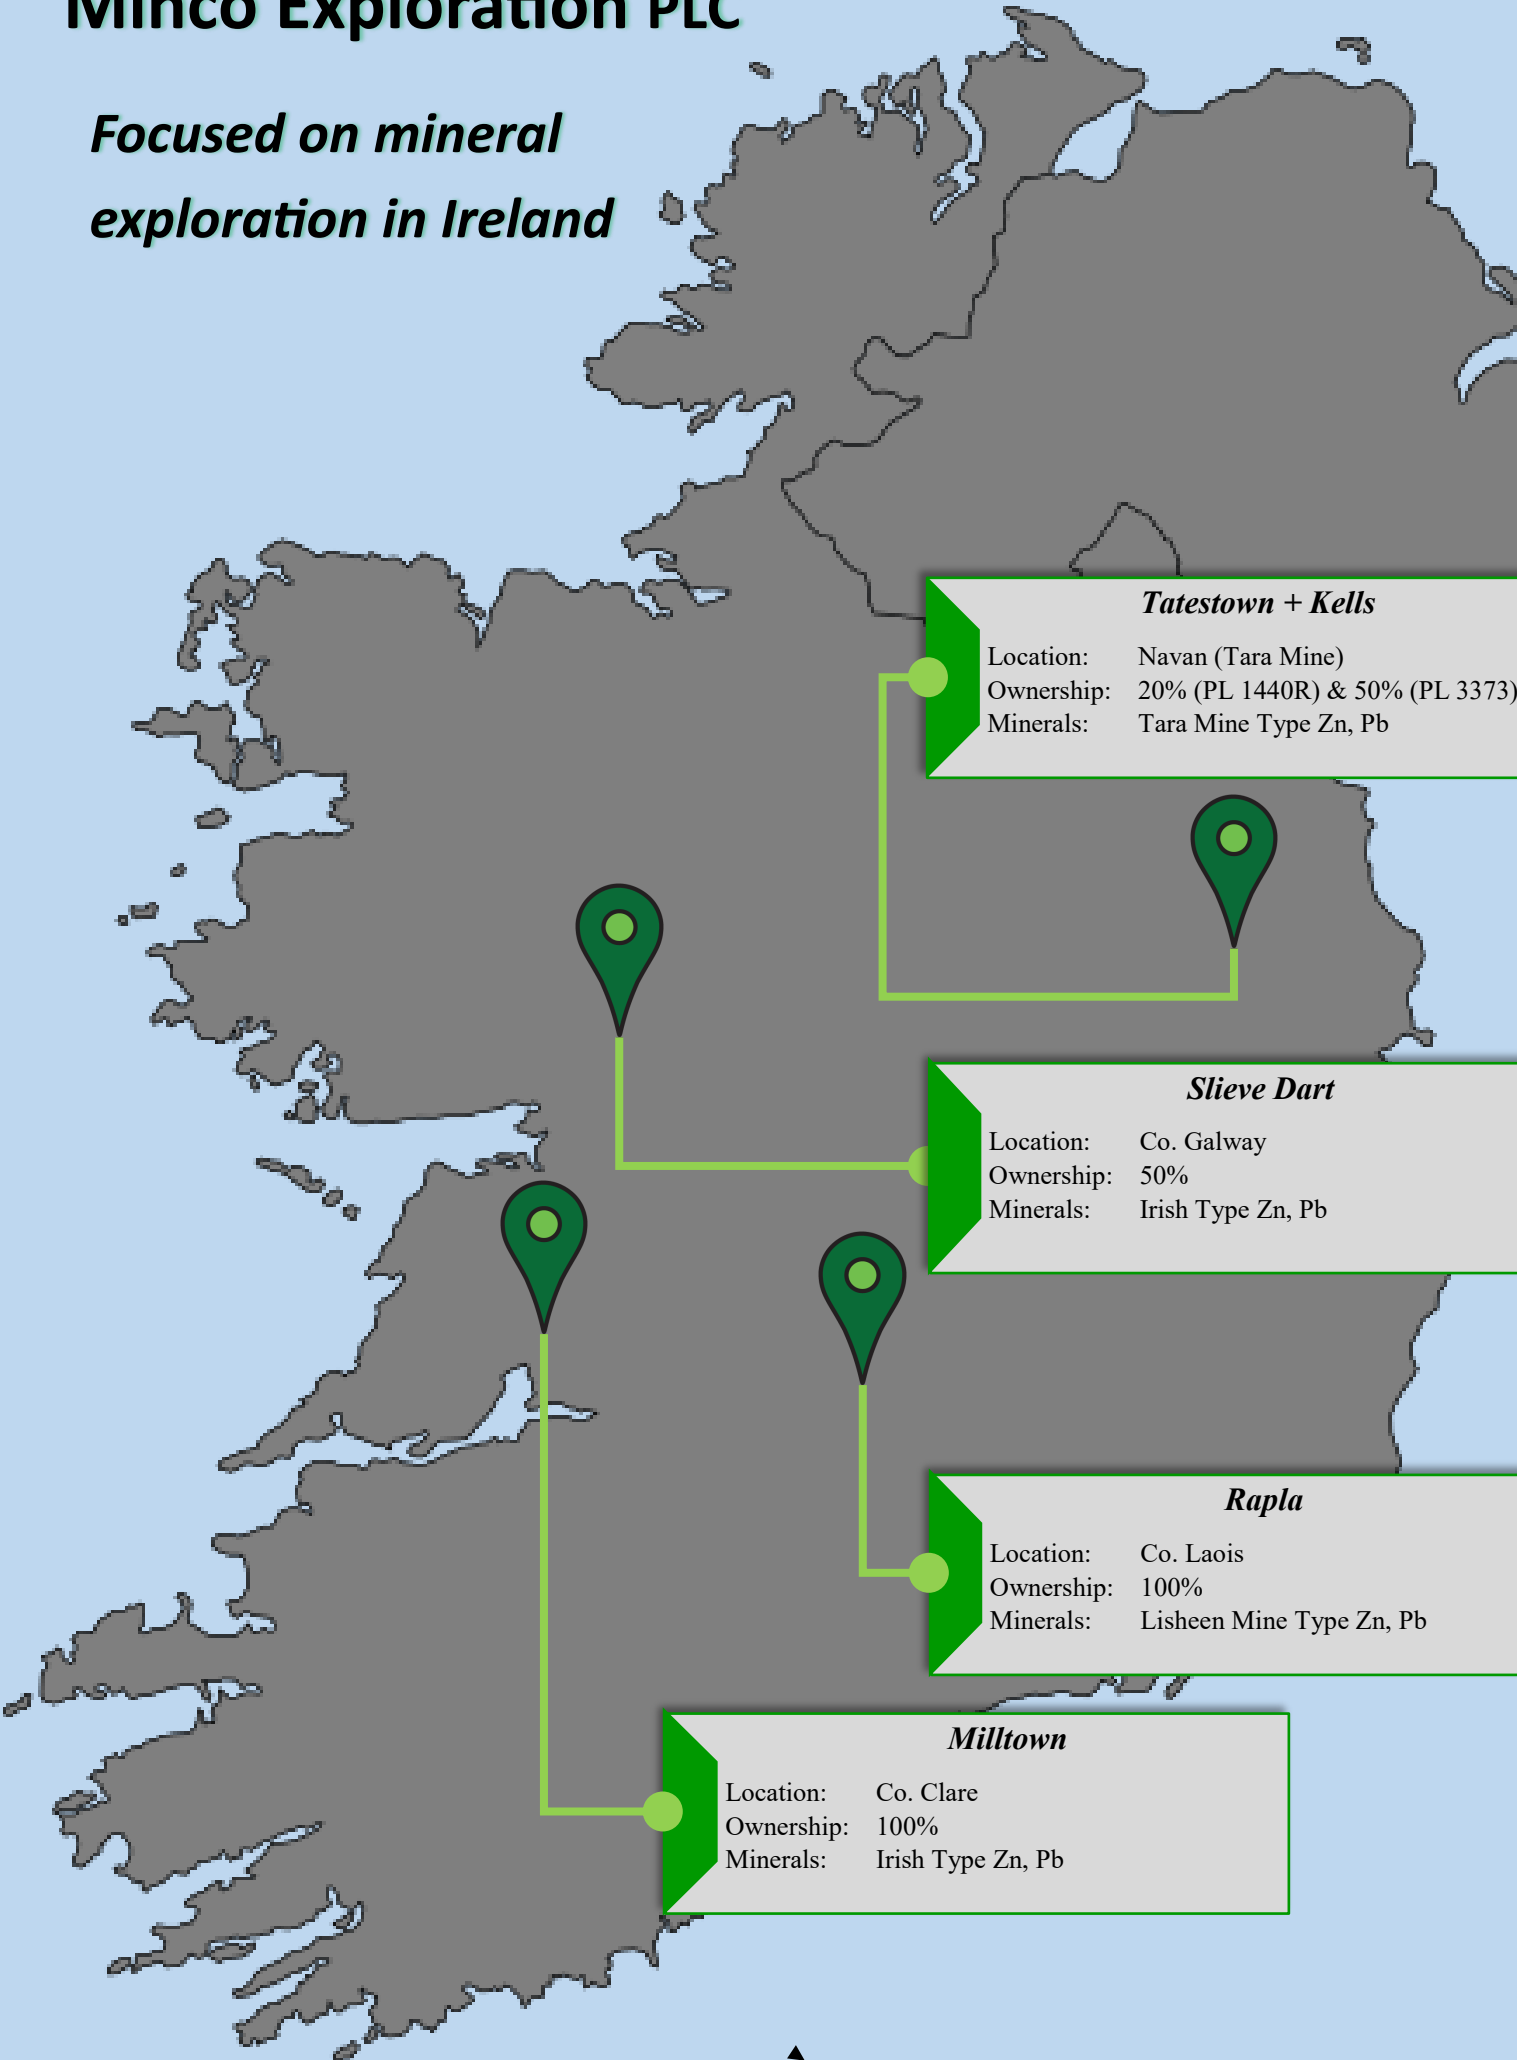 Minco Exploration PLC
Focused on mineral
exploration in Ireland
Tatestown + Kells
Location: Navan (Tara Mine)
Ownership: 20% (PL 1440R) & 50% (PL 3373)
Minerals: Tara Mine Type Zn, Pb
Slieve Dart
Location: Co. Galway
Ownership: 50%
Minerals: Irish Type Zn, Pb
Rapla
Location: Co. Laois
Ownership: 100%
Minerals: Lisheen Mine Type Zn, Pb
Milltown
Location: Co. Clare
Ownership: 100%
Minerals: Irish Type Zn, Pb